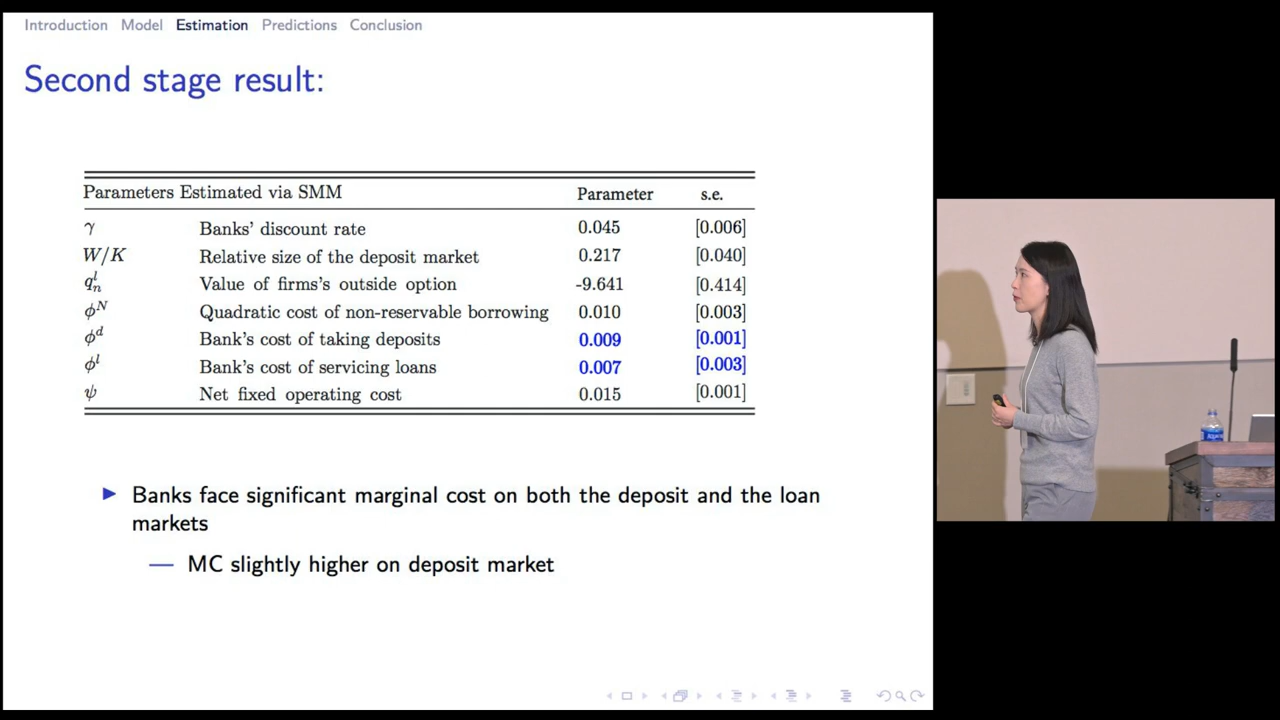 Introduction Model Estimation Predictions Conclusion
Second stage result:
Parameters Estimated via SMM Parameter s.e.
γ Banks' discount rate 0.045 [0.006]
W/K Relative size of the deposit market 0.217 [0.040]
q_n^l Value of firms's outside option -9.641 [0.414]
ϕ^N Quadratic cost of non-reservable borrowing 0.010 [0.003]
ϕ^d Bank's cost of taking deposits 0.009 [0.001]
ϕ^l Bank's cost of servicing loans 0.007 [0.003]
ψ Net fixed operating cost 0.015 [0.001]
► Banks face significant marginal cost on both the deposit and the loan
markets
— MC slightly higher on deposit market